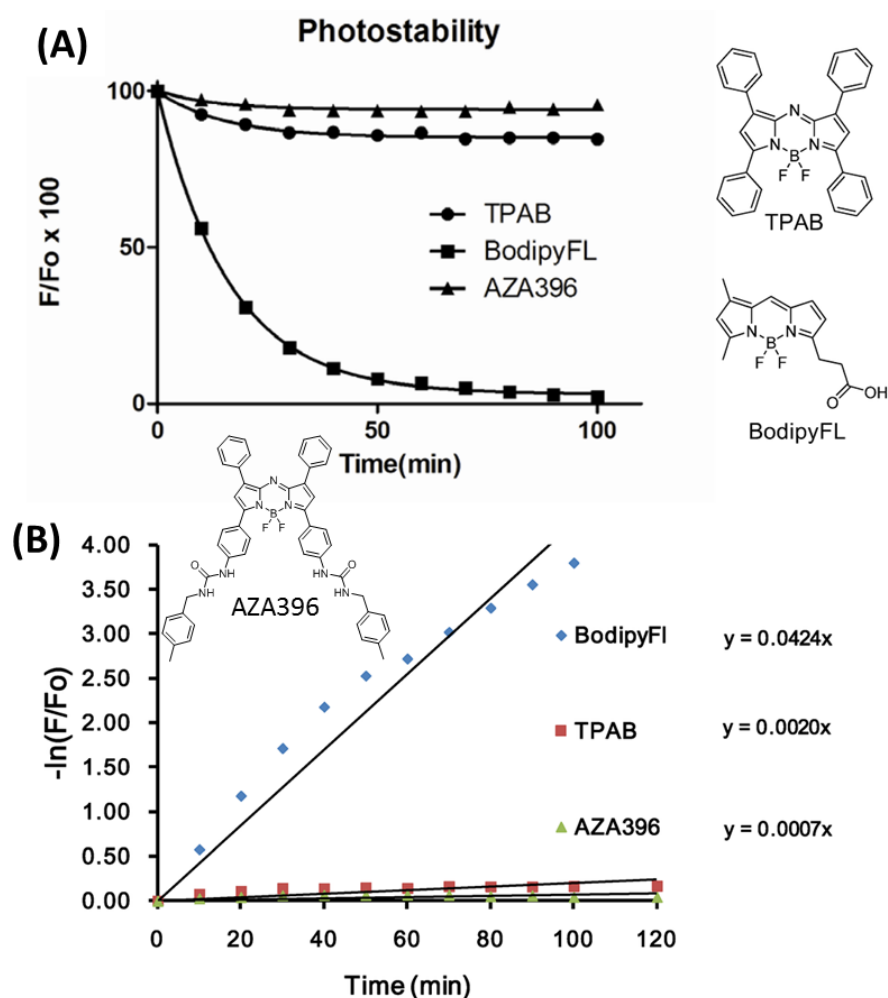 (A)
Photostability
F/Fo x 100
100
50
0
TPAB
BodipyFL
AZA396
0
50
100
Time(min)
N
N
N
B
F
F
TPAB
N
N
B
F
F
O
OH
BodipyFL
N
N
N
B
F
F
O
NH
NH
O
NH
NH
AZA396
(B)
-ln(F/Fo)
4.00
3.50
3.00
2.50
2.00
1.50
1.00
0.50
0.00
BodipyFl
y = 0.0424x
TPAB
y = 0.0020x
AZA396
y = 0.0007x
0
20
40
60
80
100
120
Time (min)